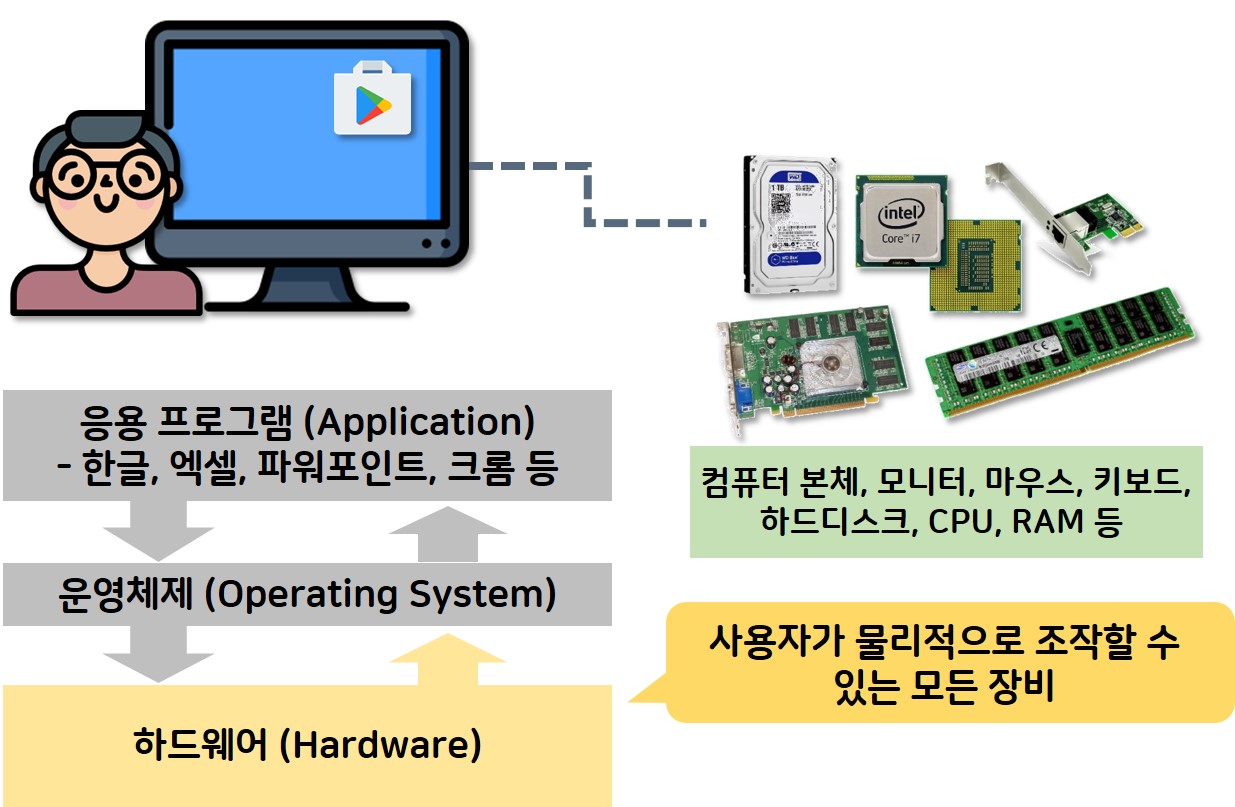 WD
1 TB
intel
Core™ i7
응용 프로그램 (Application)
- 한글, 엑셀, 파워포인트, 크롬 등
컴퓨터 본체, 모니터, 마우스, 키보드,
하드디스크, CPU, RAM 등
운영체제 (Operating System)
사용자가 물리적으로 조작할 수
있는 모든 장비
하드웨어 (Hardware)